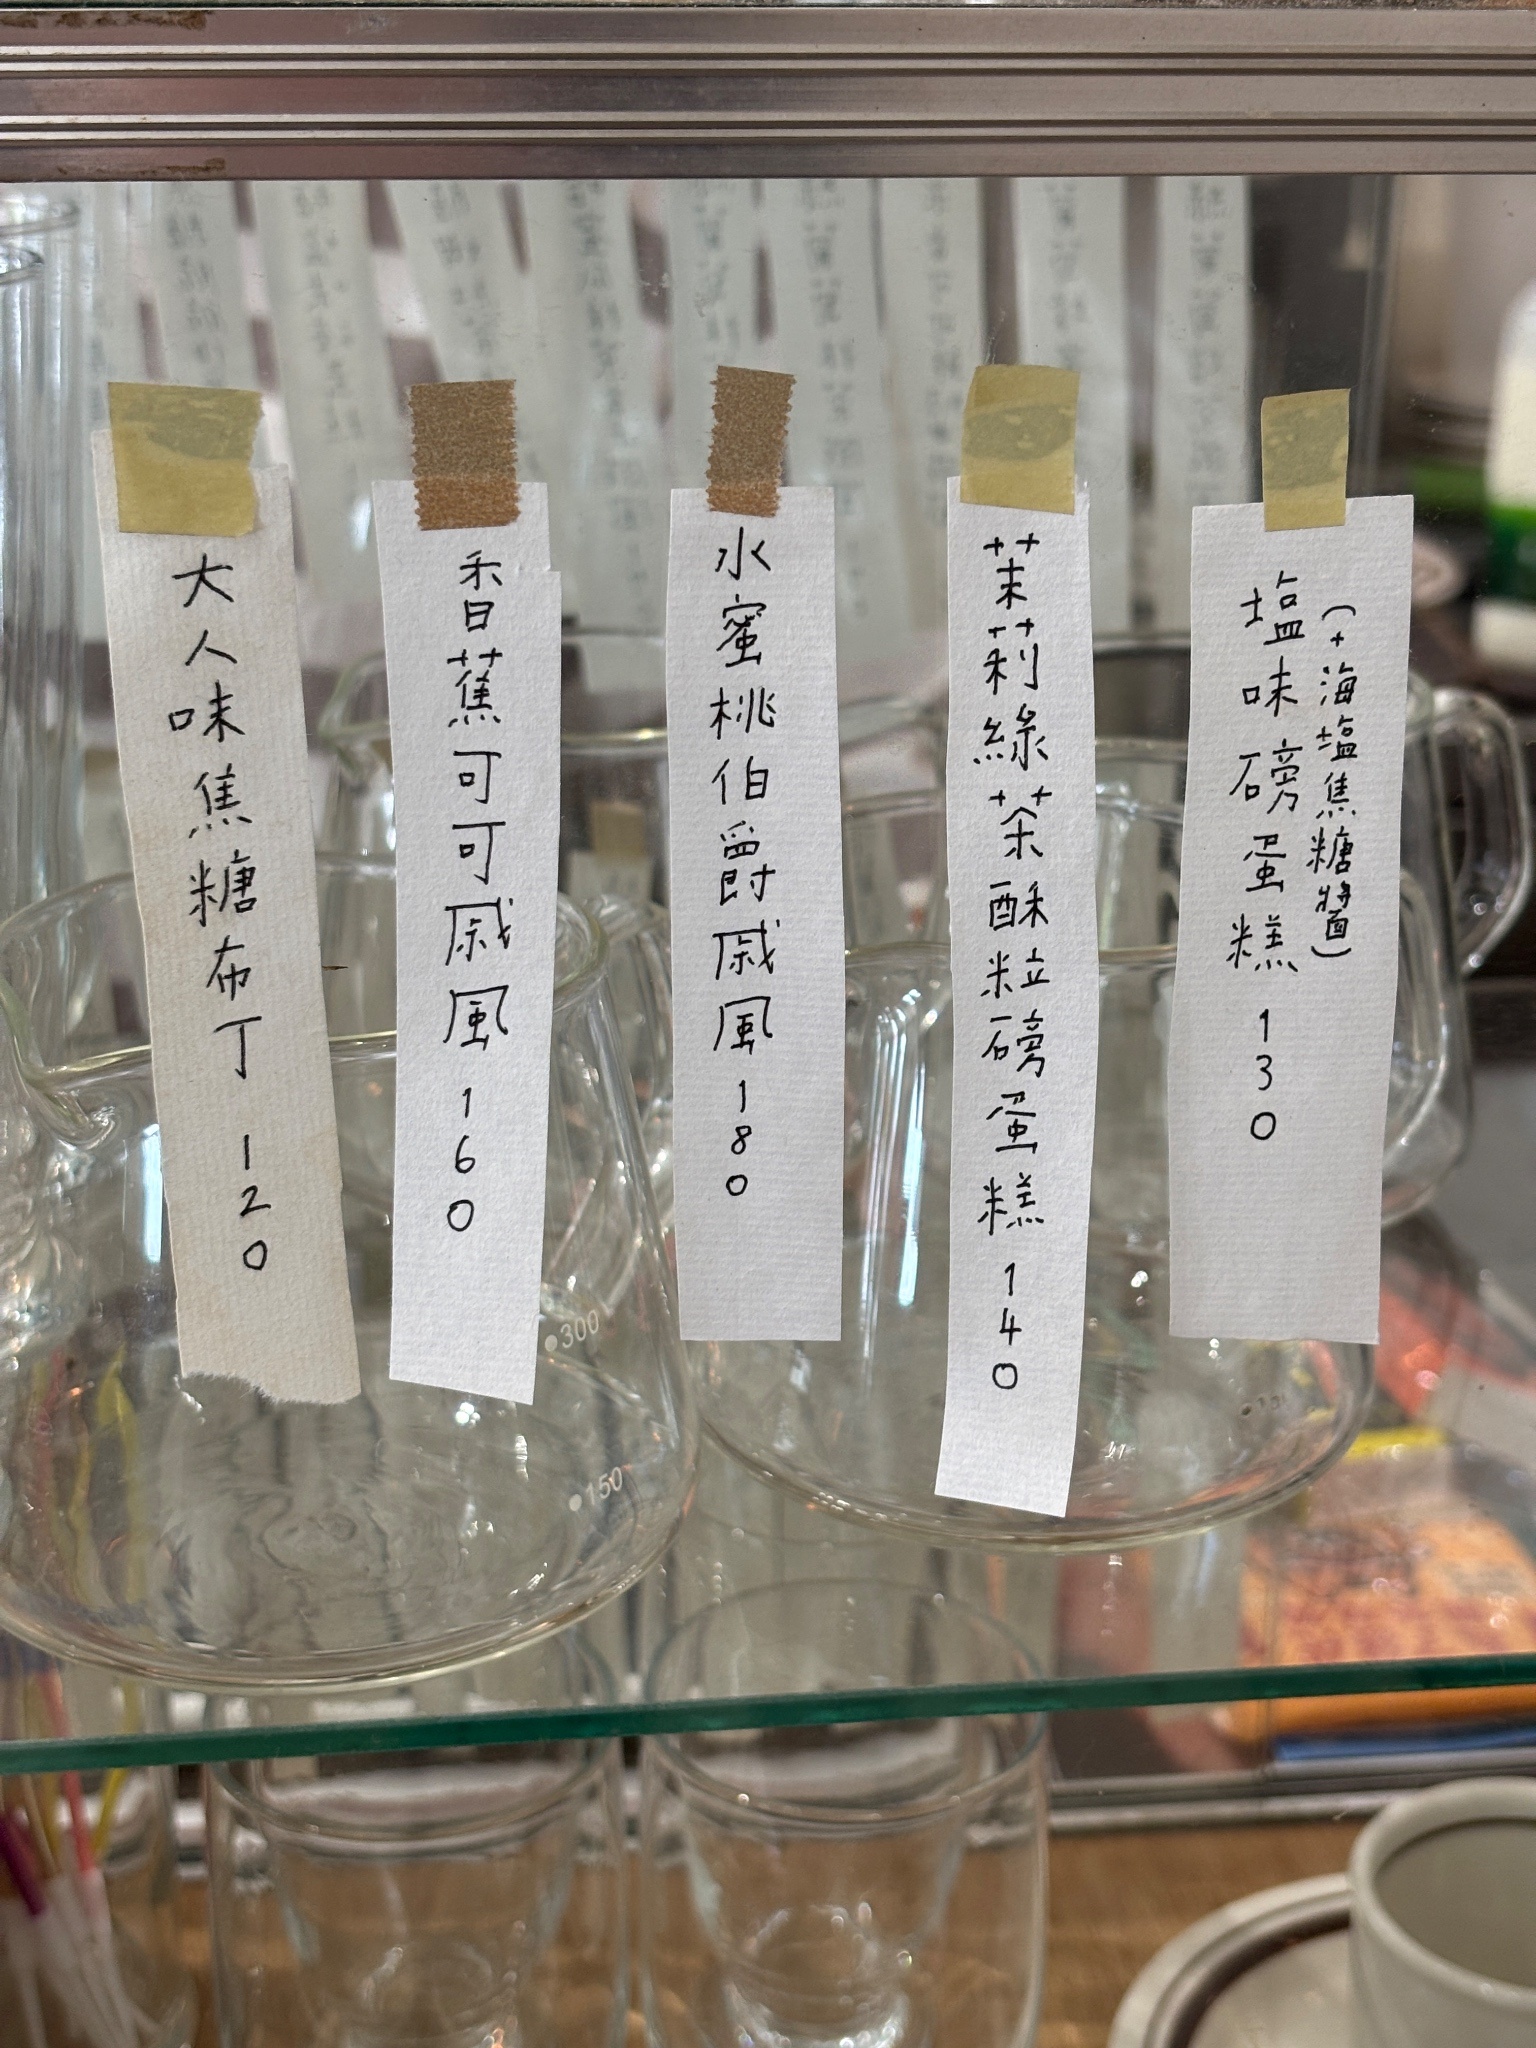 大人味焦糖布丁 120
香蕉可可戚風 160
水蜜桃伯爵戚風 180
茉莉綠茶酥粒磅蛋糕 140
塩味磅蛋糕 130
(+海塩焦糖醬)
300
150